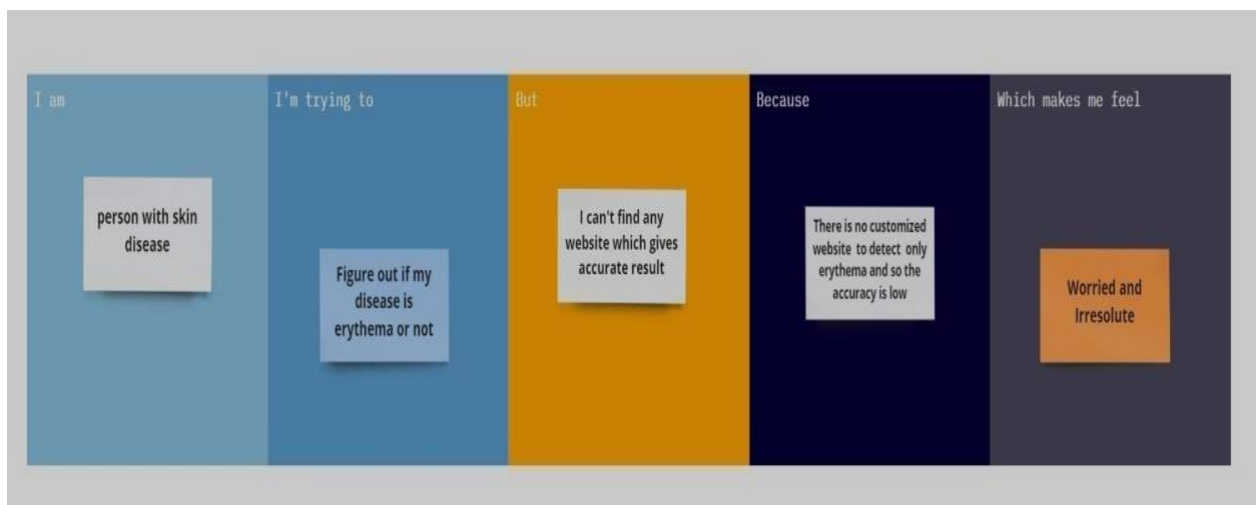 I am
person with skin
disease
I'm trying to
Figure out if my
disease is
erythema or not
But
I can't find any
website which gives
accurate result
Because
There is no customized
website to detect only
erythema and so the
accuracy is low
Which makes me feel
Worried and
Irresolute